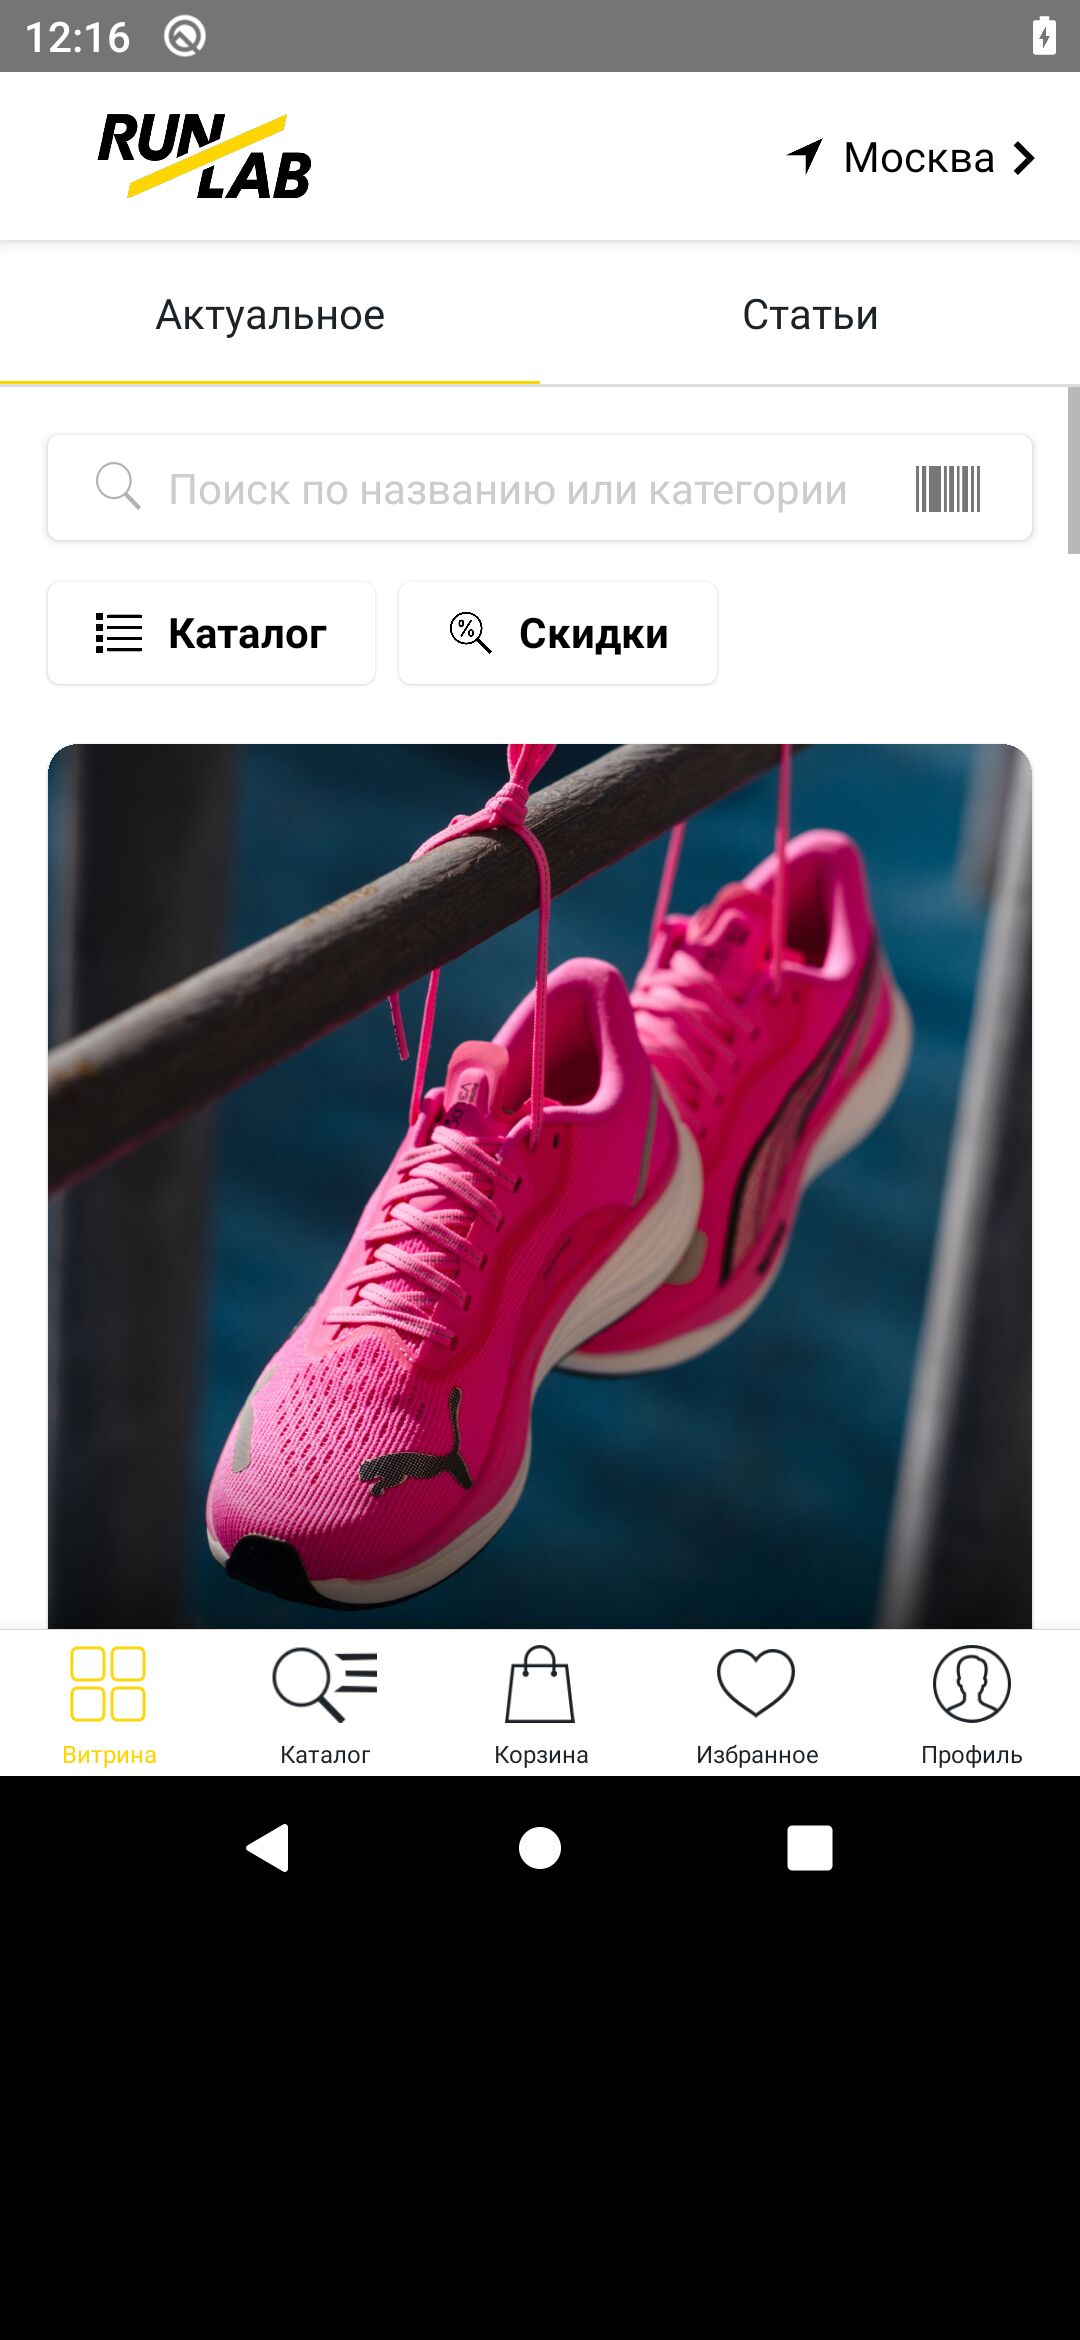 12:16
RUN
LAB
Москва
Актуальное
Статьи
Поиск по названию или категории
Каталог
Скидки
Витрина
Каталог
Корзина
Избранное
Профиль